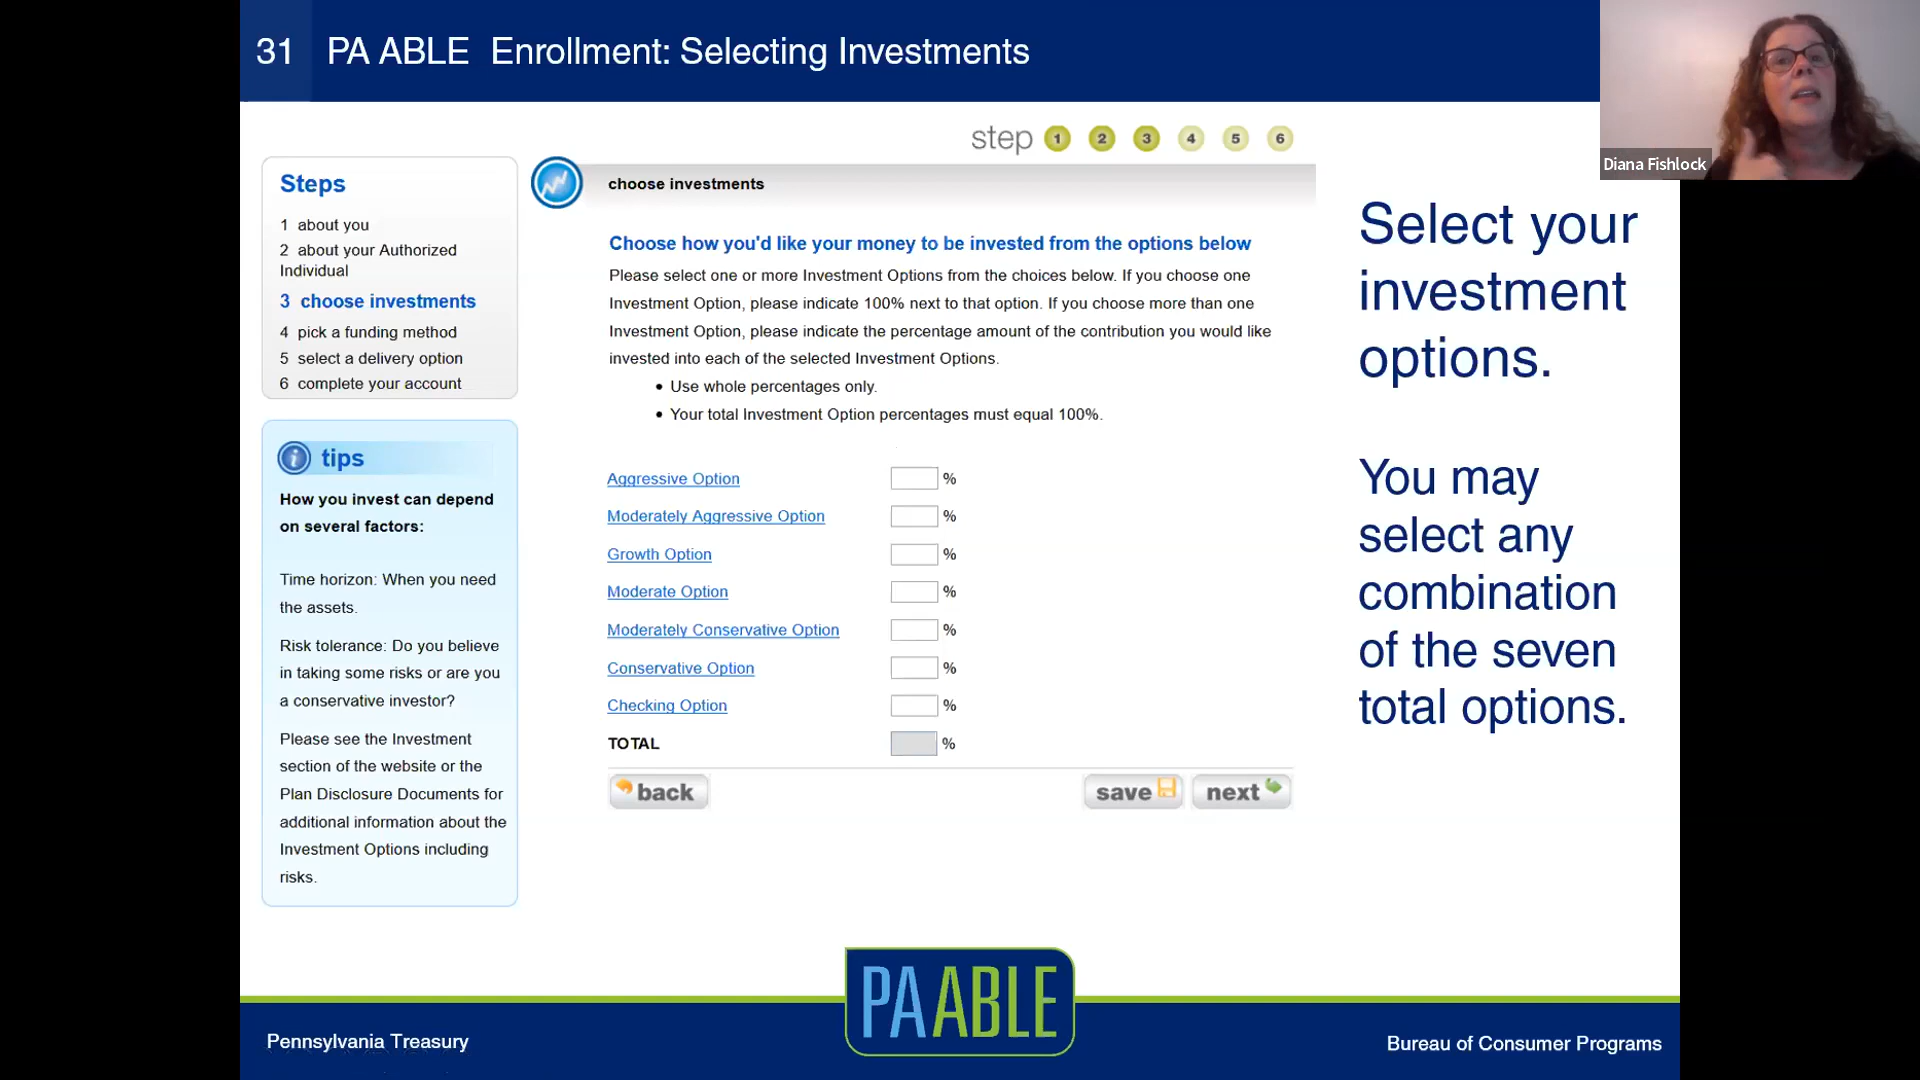 31 PA ABLE Enrollment: Selecting Investments
Diana Fishlock
step 1 2 3 4 5 6
Steps
1 about you
2 about your Authorized
Individual
3 choose investments
4 pick a funding method
5 select a delivery option
6 complete your account
tips
How you invest can depend
on several factors:
Time horizon: When you need
the assets.
Risk tolerance: Do you believe
in taking some risks or are you
a conservative investor?
Please see the Investment
section of the website or the
Plan Disclosure Documents for
additional information about the
Investment Options including
risks.
choose investments
Choose how you'd like your money to be invested from the options below
Please select one or more Investment Options from the choices below. If you choose one
Investment Option, please indicate 100% next to that option. If you choose more than one
Investment Option, please indicate the percentage amount of the contribution you would like
invested into each of the selected Investment Options.
• Use whole percentages only.
• Your total Investment Option percentages must equal 100%.
Aggressive Option %
Moderately Aggressive Option %
Growth Option %
Moderate Option %
Moderately Conservative Option %
Conservative Option %
Checking Option %
TOTAL %
back save next
Select your
investment
options.
You may
select any
combination
of the seven
total options.
PA ABLE
Pennsylvania Treasury
Bureau of Consumer Programs